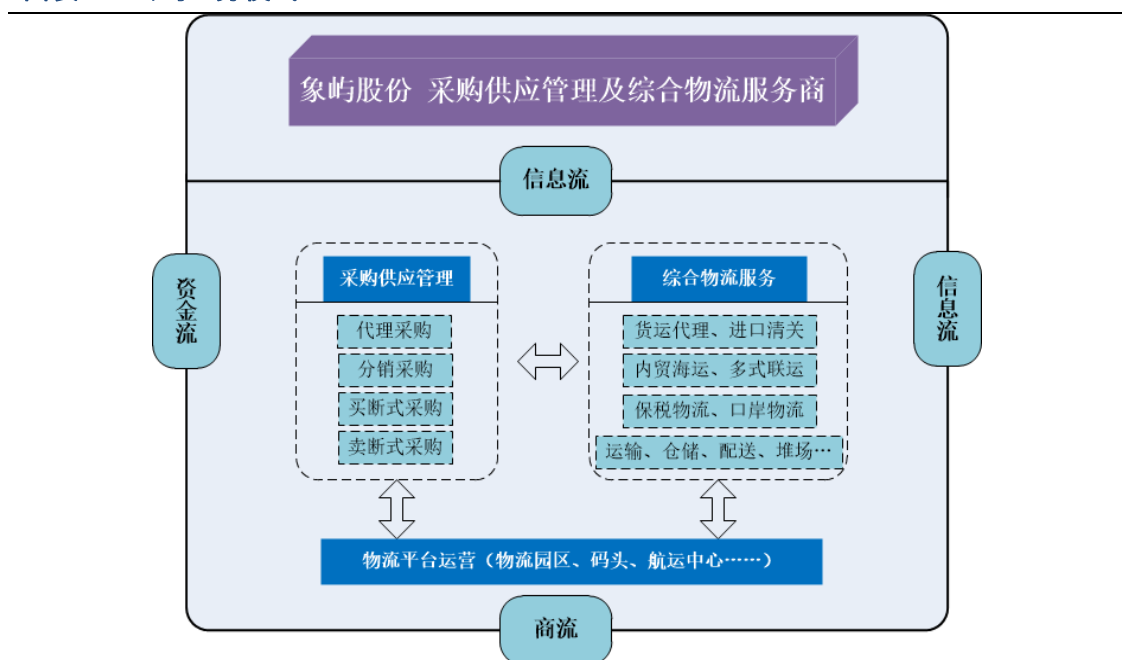 象屿股份 采购供应管理及综合物流服务商
信息流
资金流
信息流
采购供应管理
代理采购
分销采购
买断式采购
卖断式采购
综合物流服务
货运代理、进口清关
内贸海运、多式联运
保税物流、口岸物流
运输、仓储、配送、堆场…
物流平台运营（物流园区、码头、航运中心……）
商流